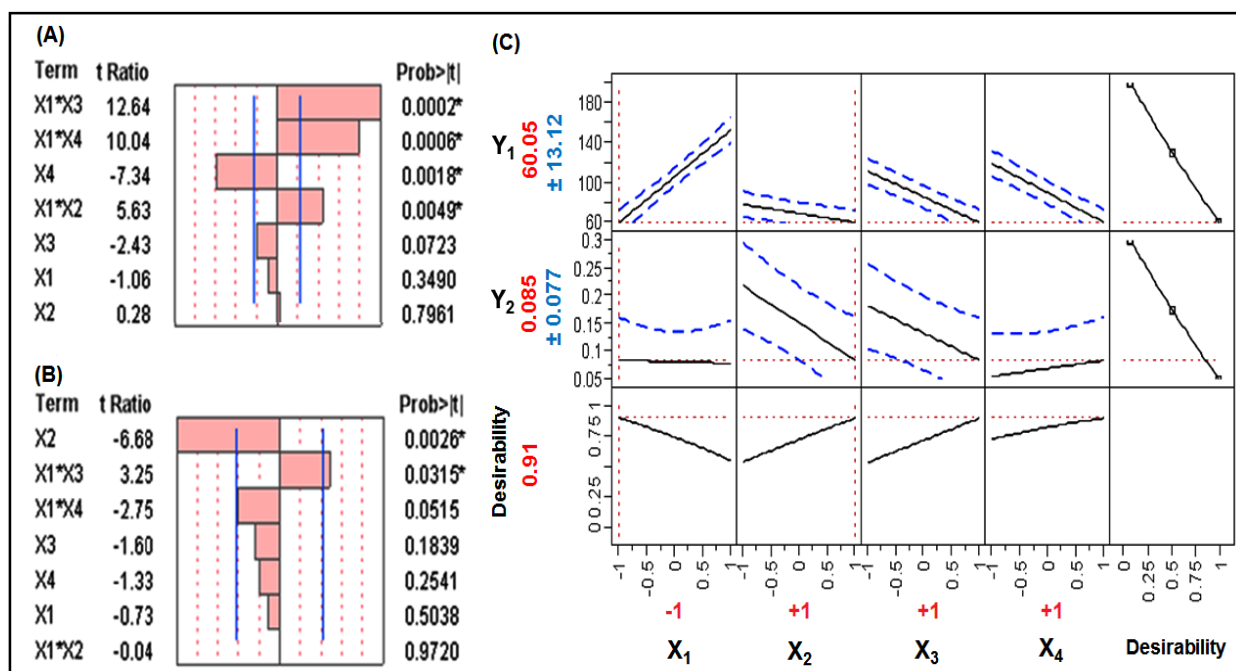 (A)
Term t Ratio Prob>|t|
X1*X3 12.64 0.0002*
X1*X4 10.04 0.0006*
X4 -7.34 0.0018*
X1*X2 5.63 0.0049*
X3 -2.43 0.0723
X1 -1.06 0.3490
X2 0.28 0.7961
(B)
Term t Ratio Prob>|t|
X2 -6.68 0.0026*
X1*X3 3.25 0.0315*
X1*X4 -2.75 0.0515
X3 -1.60 0.1839
X4 -1.33 0.2541
X1 -0.73 0.5038
X1*X2 -0.04 0.9720
(C)
Y1
60.05
± 13.12
180
140
100
60
Y2
0.085
± 0.077
0.3
0.25
0.2
0.15
0.1
0.05
Desirability
0.91
1
0.75
0.25
0
-1 -0.5 0 0.5 1 -1 -0.5 0 0.5 1 -1 -0.5 0 0.5 1 -1 -0.5 0 0.5 1 0 0.25 0.5 0.75 1
-1 +1 +1 +1
X1 X2 X3 X4 Desirability